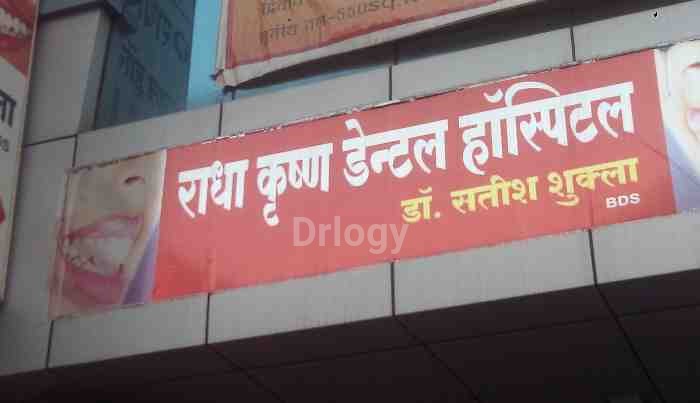 राधा कृष्ण डेन्टल हॉस्पिटल
डॉ. सतीश शुक्ला
BDS
Drlogy